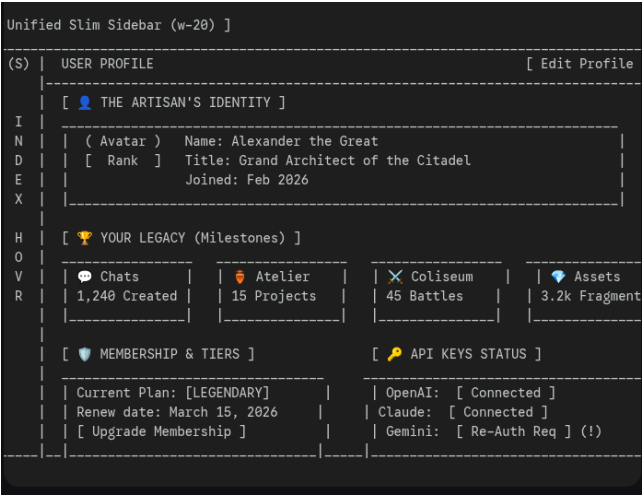 Unified Slim Sidebar (w-20) ]
(S) | USER PROFILE [ Edit Profile
[ 👤 THE ARTISAN'S IDENTITY ]
I
N | | ( Avatar ) Name: Alexander the Great |
D | | [ Rank ] Title: Grand Architect of the Citadel |
E | | Joined: Feb 2026 |
X
H | [ 🏆 YOUR LEGACY (Milestones) ]
O
V | | 💬 Chats | | 🏺 Atelier | | ⚔️ Coliseum | | 💎 Assets
R | | 1,240 Created | | 15 Projects | | 45 Battles | | 3.2k Fragment
[ 🛡️ MEMBERSHIP & TIERS ] [ 🔑 API KEYS STATUS ]
| Current Plan: [LEGENDARY] | | OpenAI: [ Connected ]
| Renew date: March 15, 2026 | | Claude: [ Connected ]
| [ Upgrade Membership ] | | Gemini: [ Re-Auth Req ] (!)